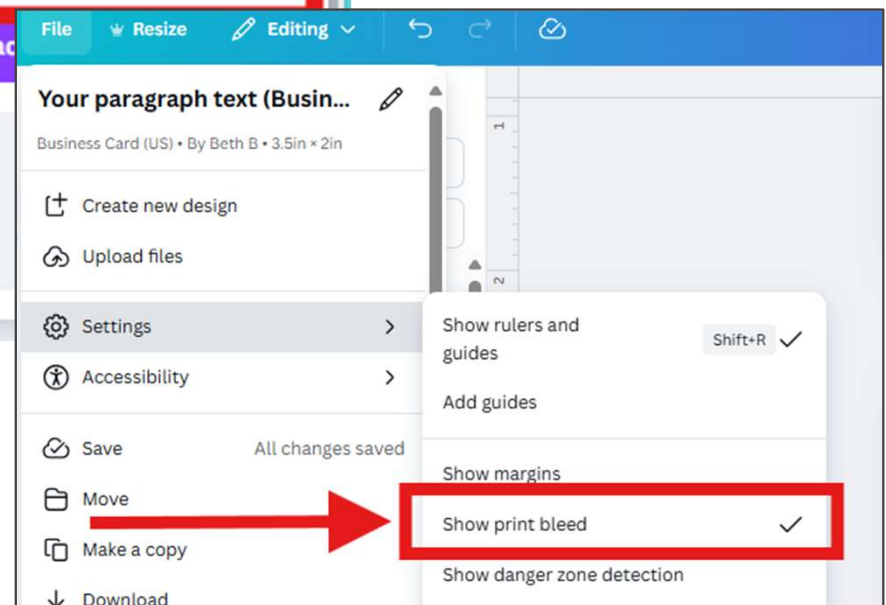 File Resize Editing
Your paragraph text (Busin...
Business Card (US) • By Beth B • 3.5in × 2in
Create new design
Upload files
Settings
Accessibility
Save All changes saved
Move
Make a copy
Download
1
2
Show rulers and
guides
Shift+R
Add guides
Show margins
Show print bleed
Show danger zone detection